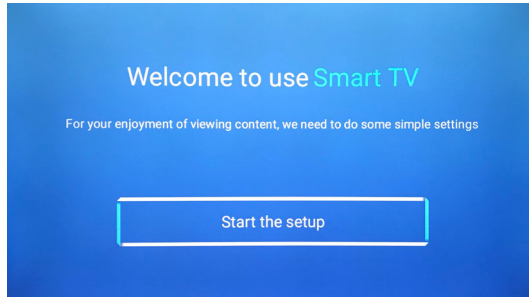 Welcome to use Smart TV
For your enjoyment of viewing content, we need to do some simple settings
Start the setup